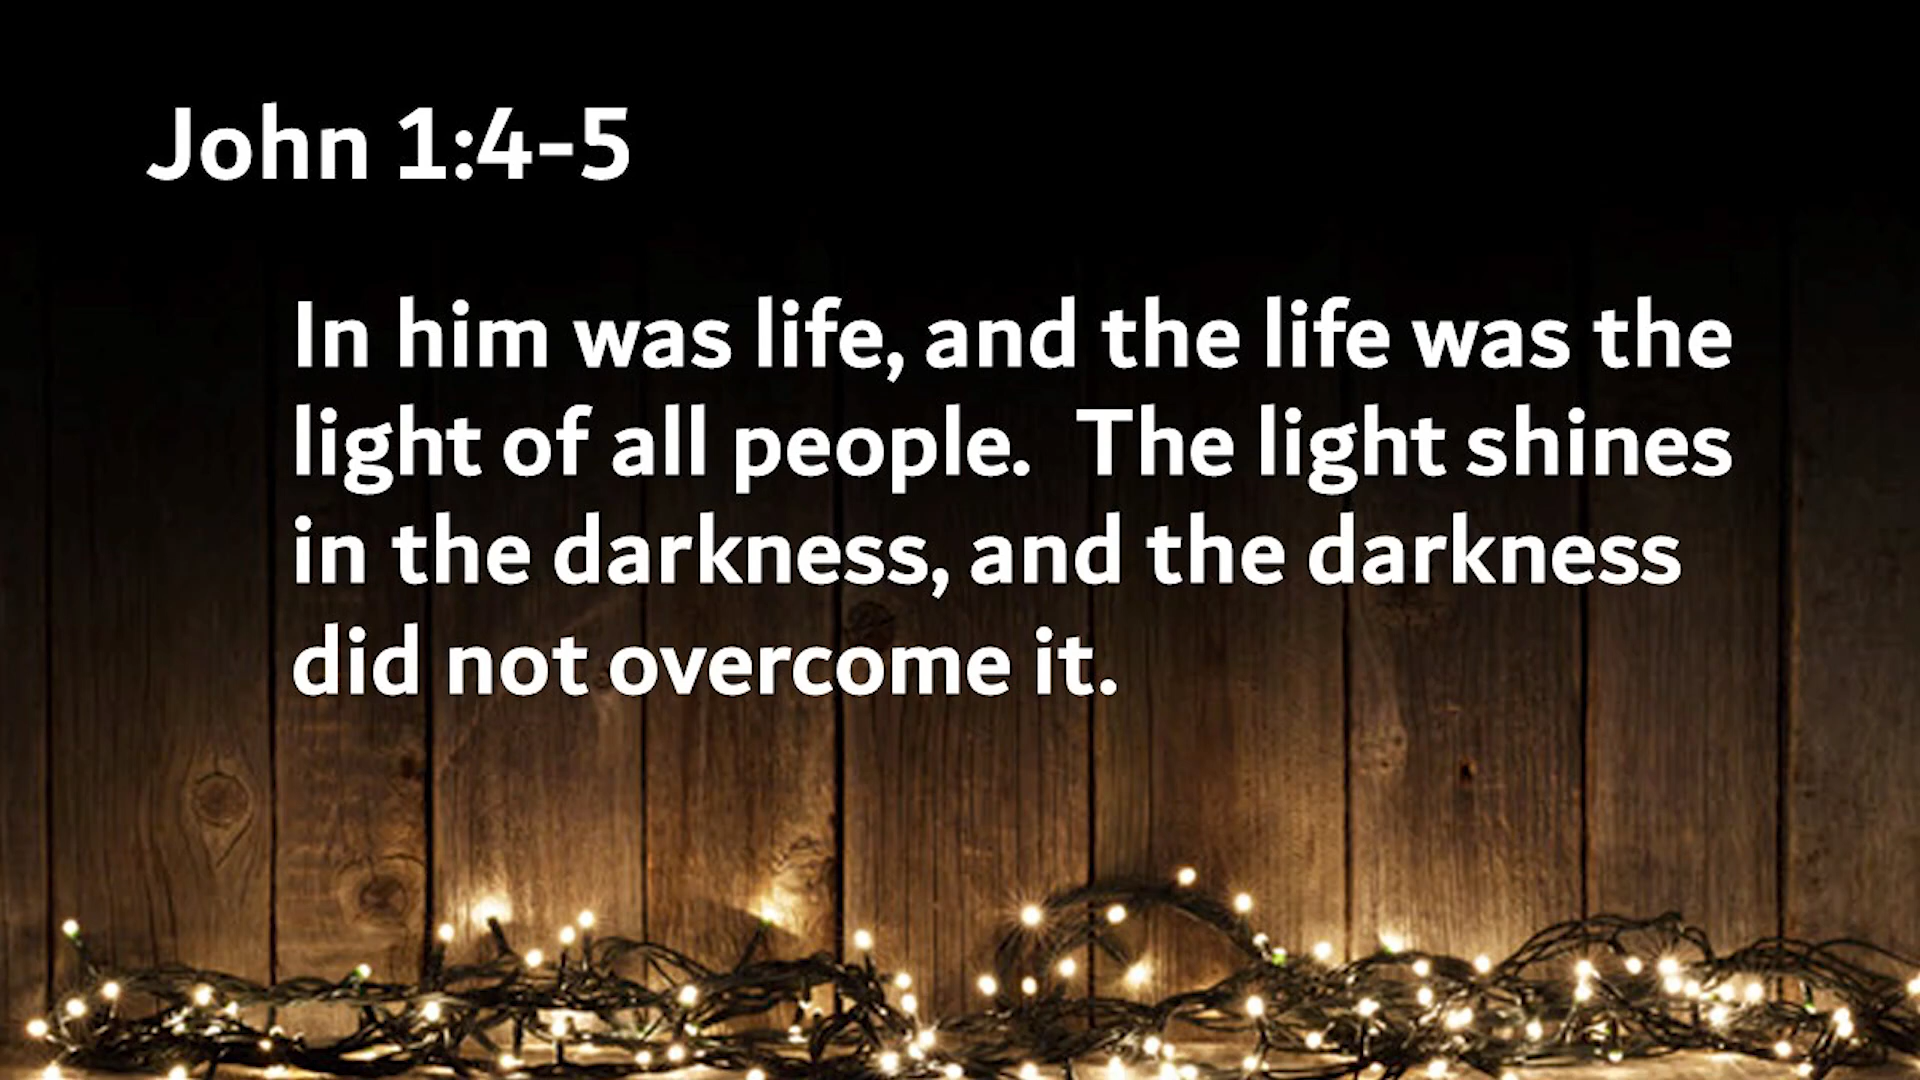 John 1:4-5
In him was life, and the life was the
light of all people.  The light shines
in the darkness, and the darkness
did not overcome it.